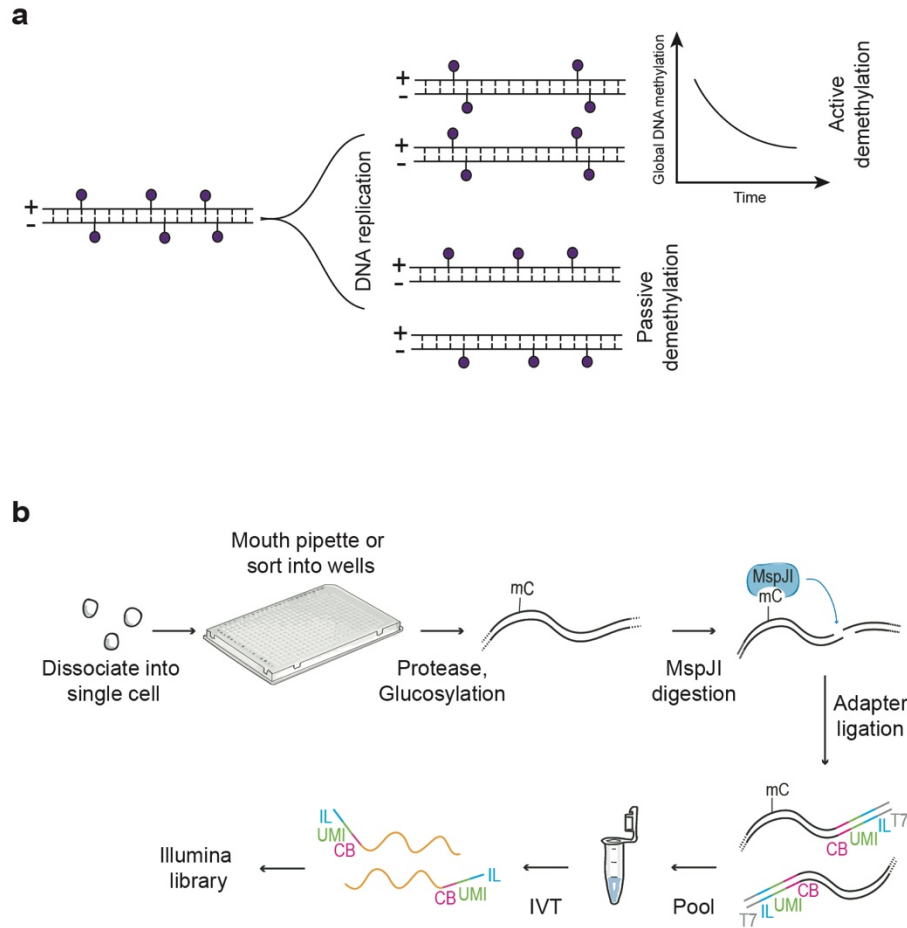 a
+
−
DNA replication
+
−
+
−
Global DNA methylation
Time
Active
demethylation
+
−
+
−
Passive
demethylation
b
Dissociate into
single cell
Mouth pipette or
sort into wells
Protease,
Glucosylation
mC
MspJI
digestion
MspJI
mC
Adapter
ligation
mC
CB
UMI
IL
T7
T7
IL
UMI
CB
Pool
IVT
IL
UMI
CB
CB
UMI
IL
Illumina
library